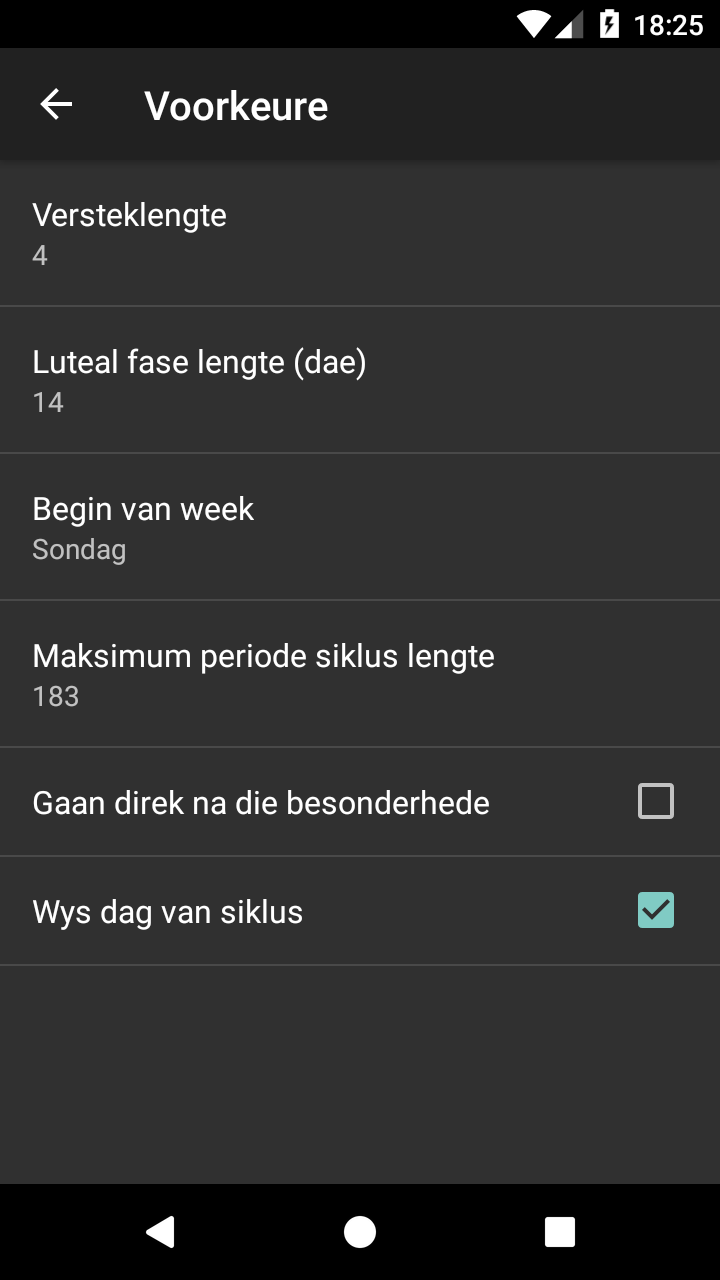 18:25
Voorkeure
Versteklengte
4
Luteal fase lengte (dae)
14
Begin van week
Sondag
Maksimum periode siklus lengte
183
Gaan direk na die besonderhede
Wys dag van siklus